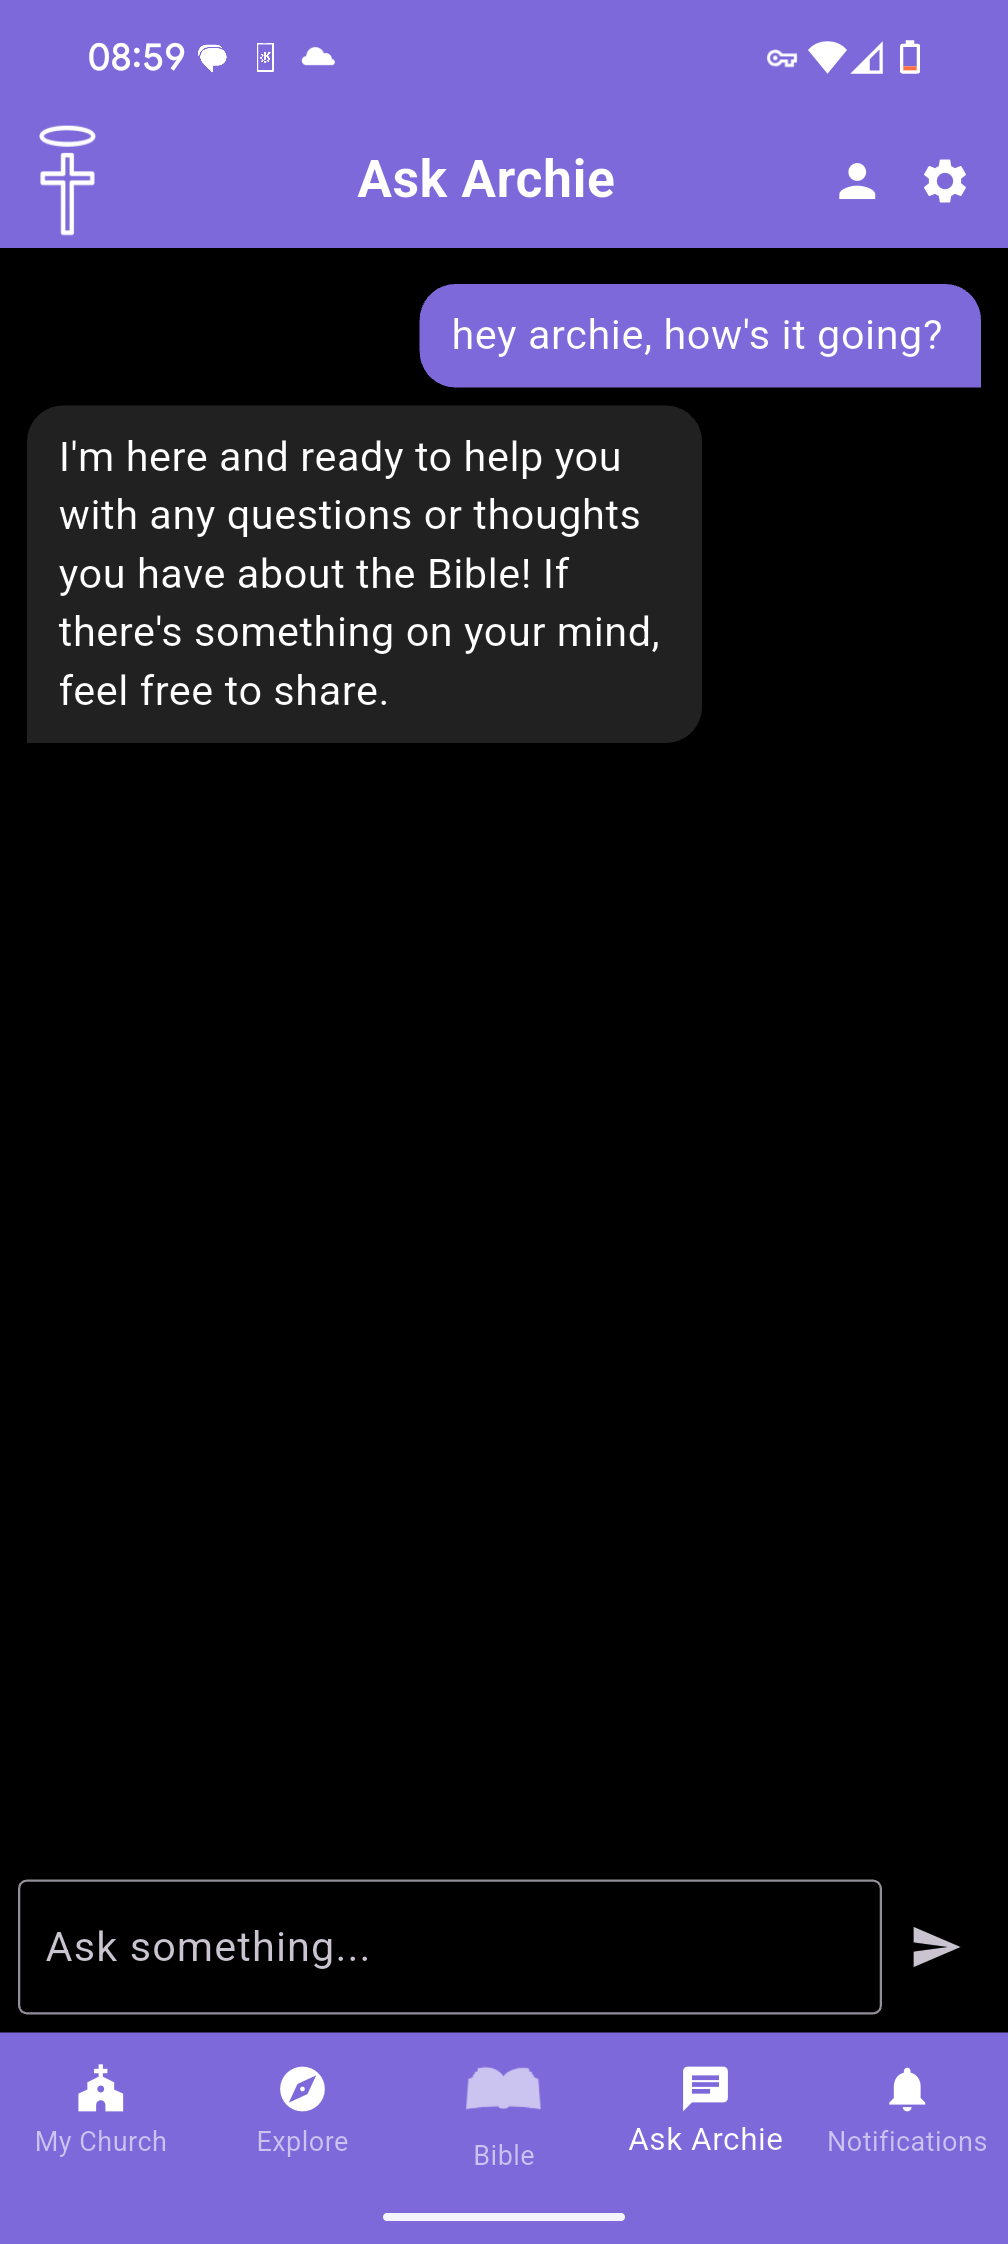 08:59
Ask Archie
hey archie, how's it going?
I'm here and ready to help you
with any questions or thoughts
you have about the Bible! If
there's something on your mind,
feel free to share.
Ask something...
My Church
Explore
Bible
Ask Archie
Notifications